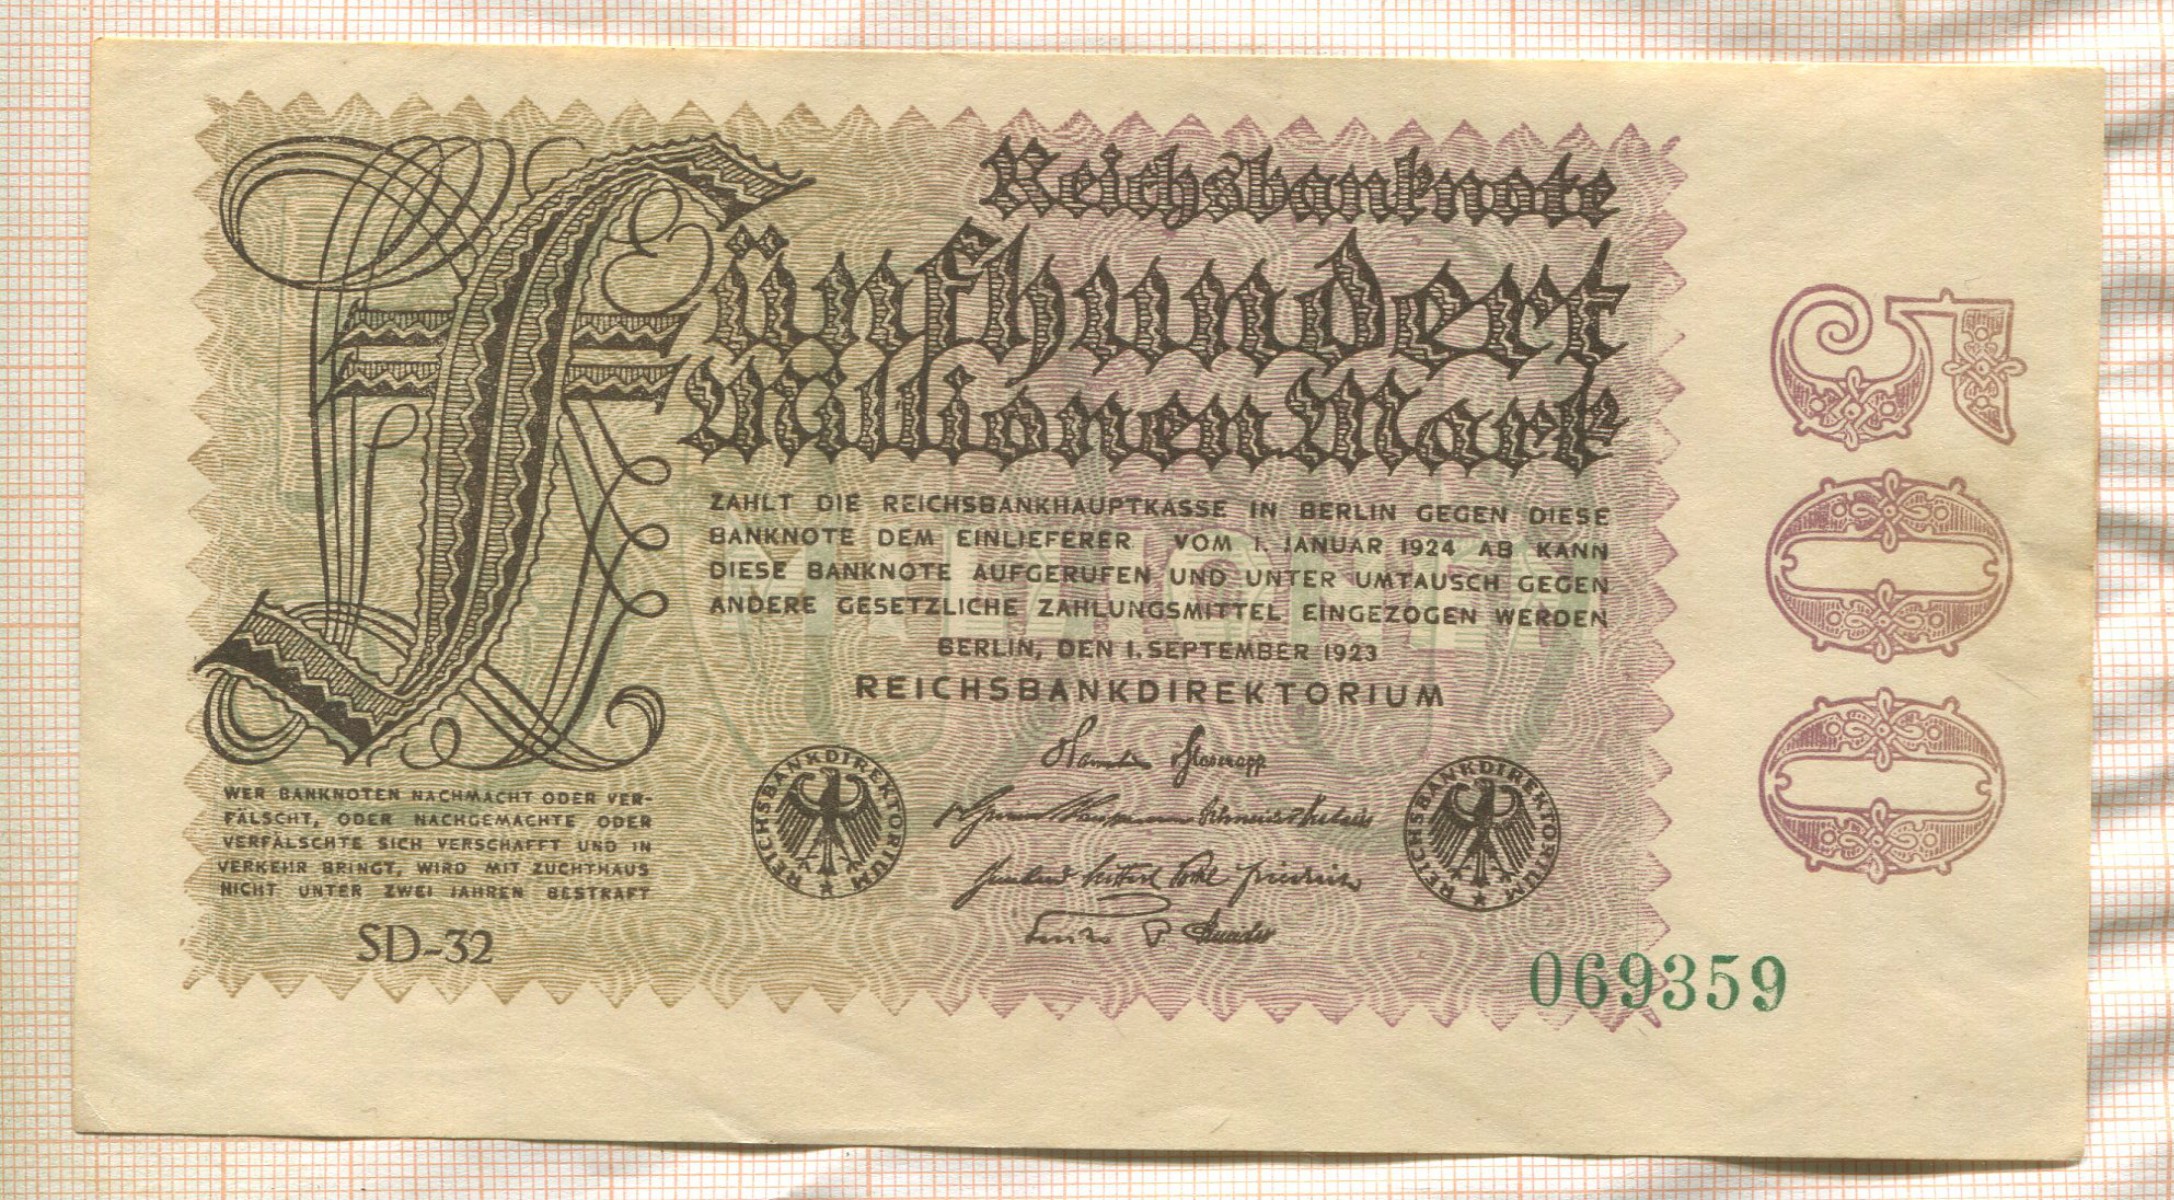 Reichsbanknote
Fünfhundert
Millionen Mark
ZAHLT DIE REICHSBANKHAUPTKASSE IN BERLIN GEGEN DIESE
BANKNOTE DEM EINLIEFERER VOM 1. JANUAR 1924 AB KANN
DIESE BANKNOTE AUFGERUFEN UND UNTER UMTAUSCH GEGEN
ANDERE GESETZLICHE ZAHLUNGSMITTEL EINGEZOGEN WERDEN
BERLIN, DEN 1. SEPTEMBER 1923
REICHSBANKDIREKTORIUM
WER BANKNOTEN NACHMACHT ODER VER-
FÄLSCHT, ODER NACHGEMACHTE ODER
VERFÄLSCHTE SICH VERSCHAFFT UND IN
VERKEHR BRINGT, WIRD MIT ZUCHTHAUS
NICHT UNTER ZWEI JAHREN BESTRAFT
SD-32
REICHSBANKDIREKTORIUM ★
REICHSBANKDIREKTORIUM ★
069359
500
MILLIONEN